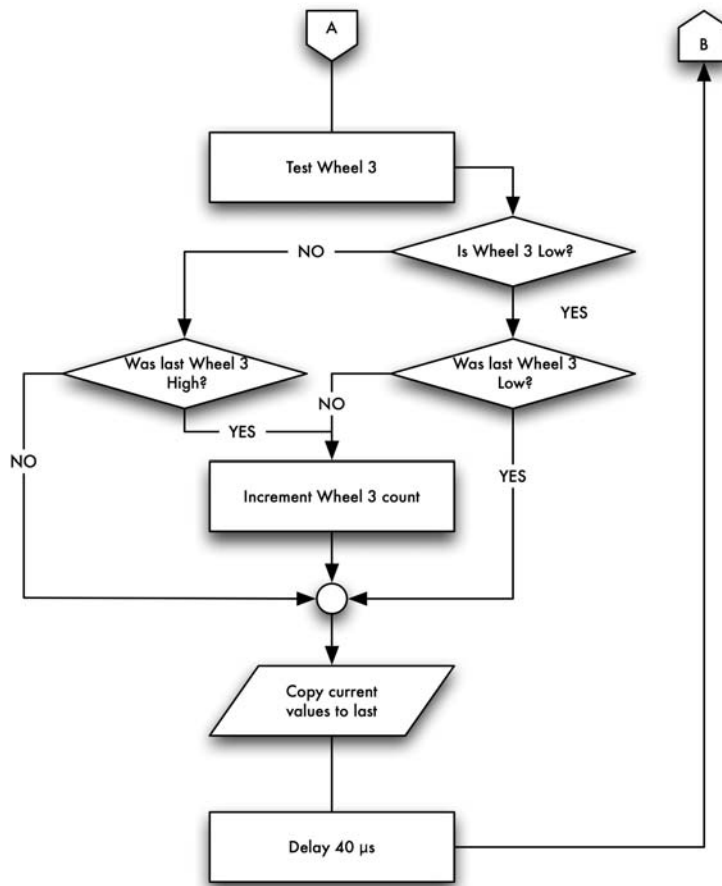 A
B
Test Wheel 3
Is Wheel 3 Low?
NO
YES
Was last Wheel 3
High?
Was last Wheel 3
Low?
NO
YES
NO
YES
Increment Wheel 3 count
Copy current
values to last
Delay 40 µs